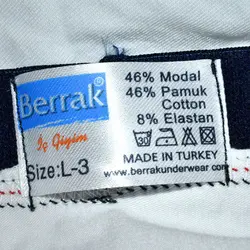 Berrak®
İç Giyim
Size:L-3
46% Modal
46% Pamuk
Cotton
8% Elastan
30
MADE IN TURKEY
www.berrakunderwear.com